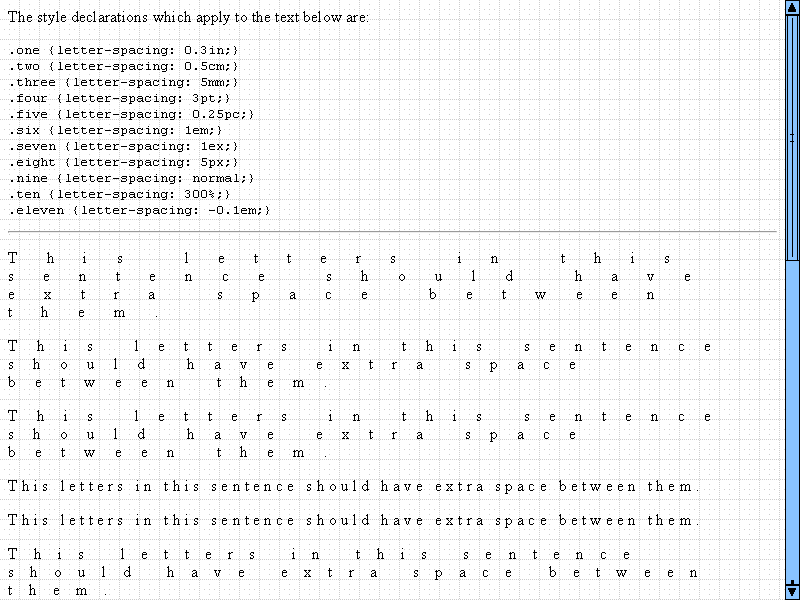 The style declarations which apply to the text below are:
.one {letter-spacing: 0.3in;}
.two {letter-spacing: 0.5cm;}
.three {letter-spacing: 5mm;}
.four {letter-spacing: 3pt;}
.five {letter-spacing: 0.25pc;}
.six {letter-spacing: 1em;}
.seven {letter-spacing: 1ex;}
.eight {letter-spacing: 5px;}
.nine {letter-spacing: normal;}
.ten {letter-spacing: 300%;}
.eleven {letter-spacing: -0.1em;}
This letters in this
sentence should have
extra space between
them.
This letters in this sentence
should have extra space
between them.
This letters in this sentence
should have extra space
between them.
This letters in this sentence should have extra space between them.
This letters in this sentence should have extra space between them.
This letters in this sentence
should have extra space between
them.